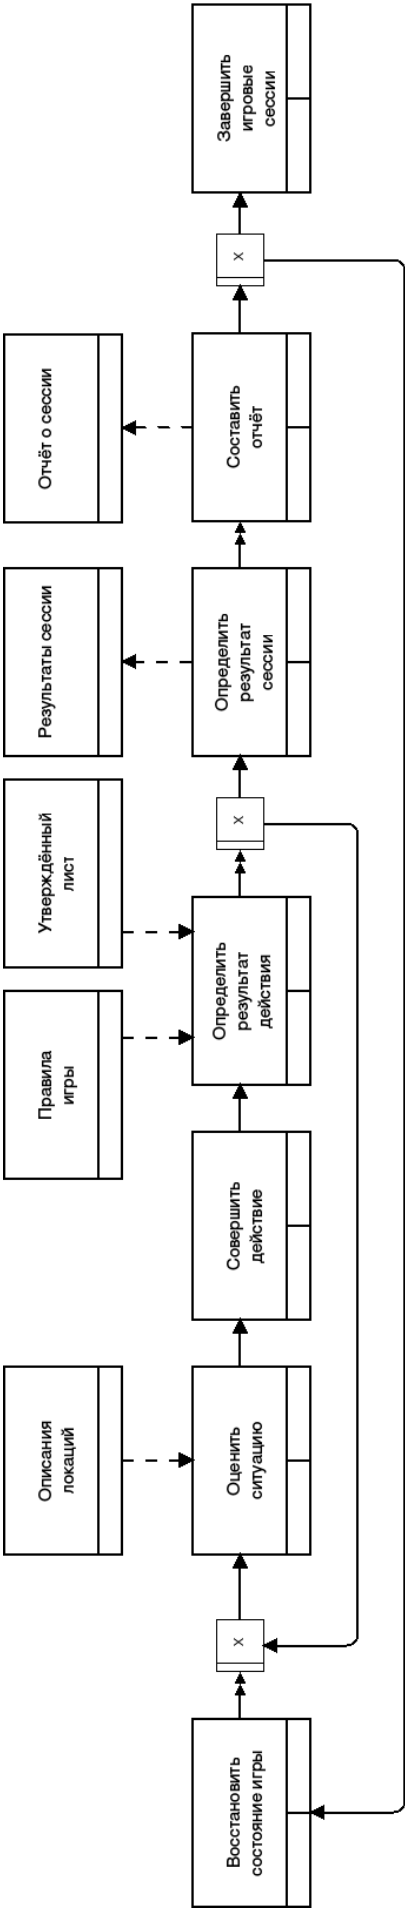 Описания
локаций
Правила
игры
Утверждённый
лист
Результаты сессии
Отчёт о сессии
Восстановить
состояние игры
X
Оценить
ситуацию
Совершить
действие
Определить
результат
действия
X
Определить
результат
сессии
Составить
отчёт
X
Завершить
игровые
сессии